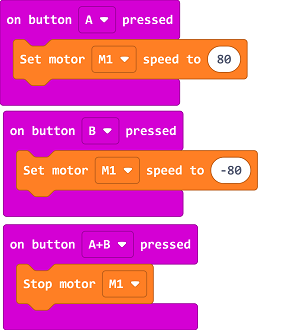 on button A pressed
Set motor M1 speed to 80
on button B pressed
Set motor M1 speed to -80
on button A+B pressed
Stop motor M1